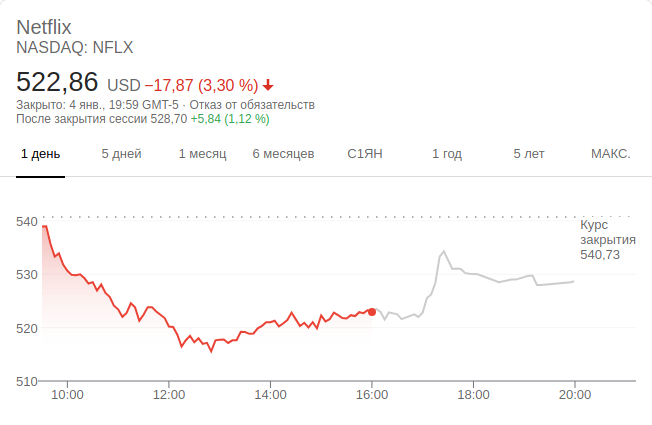 Netflix
NASDAQ: NFLX
522,86 USD −17,87 (3,30 %)
Закрыто: 4 янв., 19:59 GMT-5 · Отказ от обязательств
После закрытия сессии 528,70 +5,84 (1,12 %)
1 день 5 дней 1 месяц 6 месяцев С1ЯН 1 год 5 лет МАКС.
540
Курс
закрытия
540,73
530
520
510
10:00 12:00 14:00 16:00 18:00 20:00